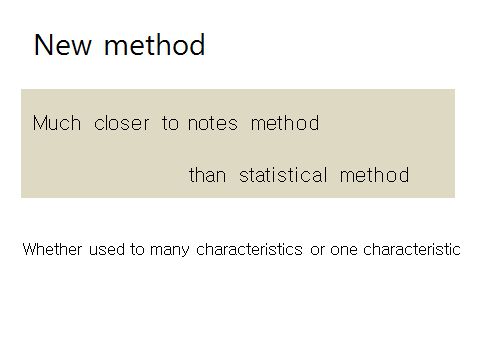 New method
Much closer to notes method
than statistical method
Whether used to many characteristics or one characteristic